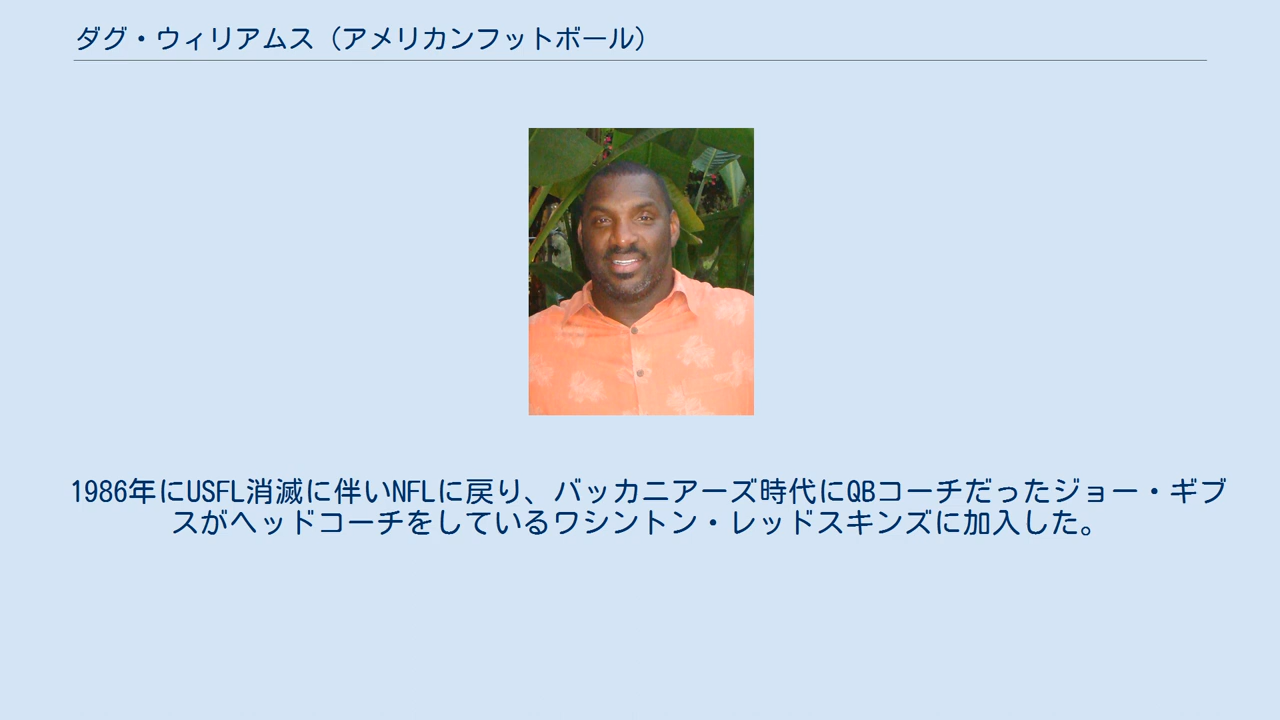 ダグ・ウィリアムス（アメリカンフットボール）
1986年にUSFL消滅に伴いNFLに戻り、バッカニアーズ時代にQBコーチだったジョー・ギブ
スがヘッドコーチをしているワシントン・レッドスキンズに加入した。